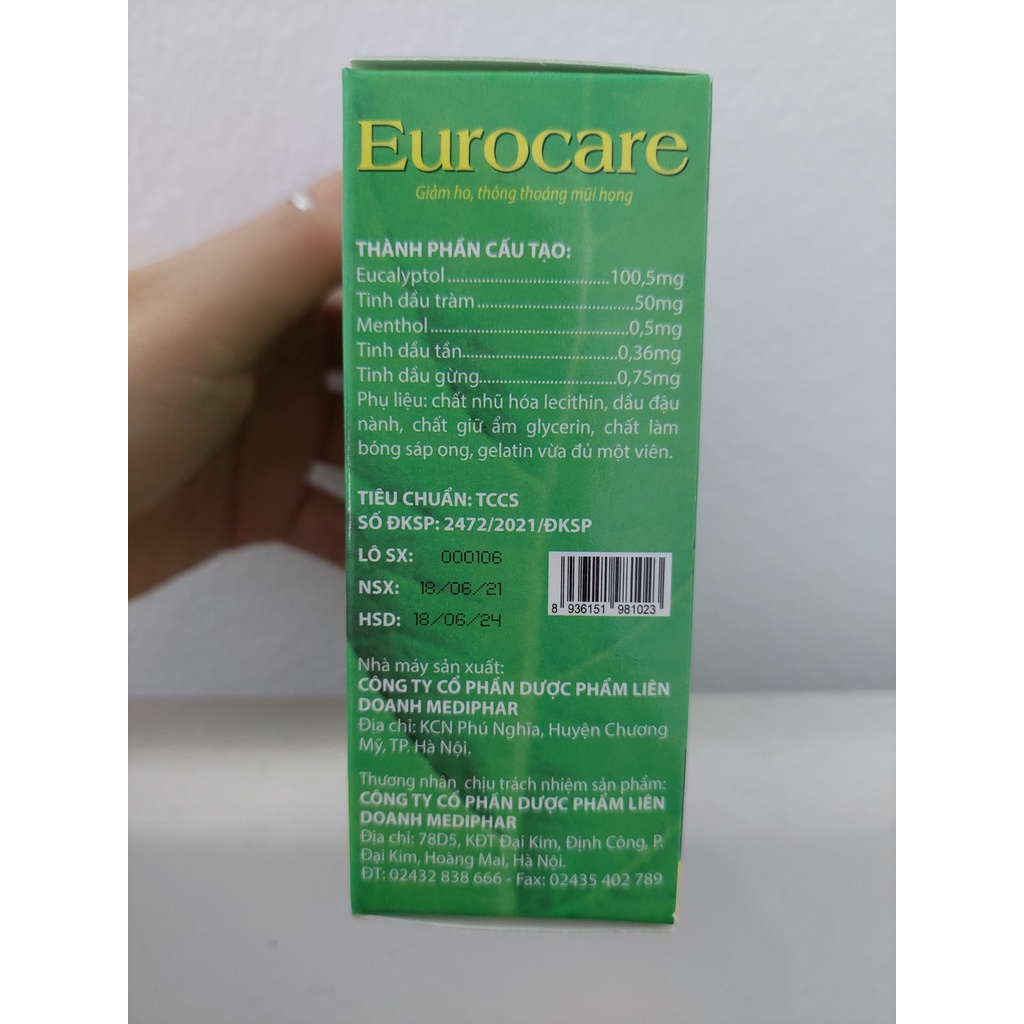 Eurocare
Giảm ho, thông thoáng mũi họng
THÀNH PHẦN CẤU TẠO:
Eucalyptol..................................100,5mg
Tinh dầu tràm.................................50mg
Menthol..........................................0,5mg
Tinh dầu tần.................................0,36mg
Tinh dầu gừng.............................0,75mg
Phụ liệu: chất nhũ hóa lecithin, dầu đậu
nành, chất giữ ẩm glycerin, chất làm
bóng sáp ong, gelatin vừa đủ một viên.
TIÊU CHUẨN: TCCS
SỐ ĐKSP: 2472/2021/ĐKSP
LÔ SX: 000106
NSX: 18/06/21
HSD: 18/06/24
8 936151 981023
Nhà máy sản xuất:
CÔNG TY CỔ PHẦN DƯỢC PHẨM LIÊN
DOANH MEDIPHAR
Địa chỉ: KCN Phú Nghĩa, Huyện Chương
Mỹ, TP. Hà Nội.
Thương nhân chịu trách nhiệm sản phẩm:
CÔNG TY CỔ PHẦN DƯỢC PHẨM LIÊN
DOANH MEDIPHAR
Địa chỉ: 78D5, KĐT Đại Kim, Định Công, P.
Đại Kim, Hoàng Mai, Hà Nội.
ĐT: 02432 838 666 - Fax: 02435 402 789